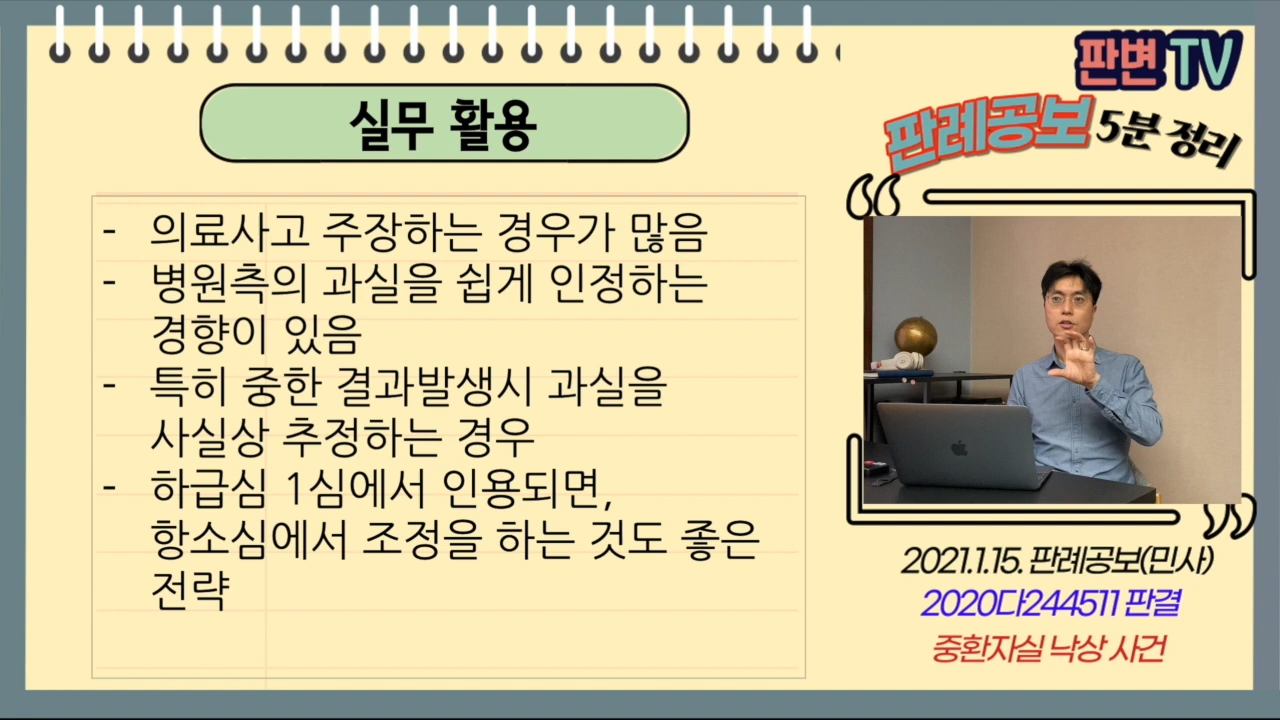 판변 TV
판례공보 5분 정리
실무 활용
- 의료사고 주장하는 경우가 많음
- 병원측의 과실을 쉽게 인정하는
경향이 있음
- 특히 중한 결과발생시 과실을
사실상 추정하는 경우
- 하급심 1심에서 인용되면,
항소심에서 조정을 하는 것도 좋은
전략
2021.1.15. 판례공보(민사)
2020다244511 판결
중환자실 낙상 사건